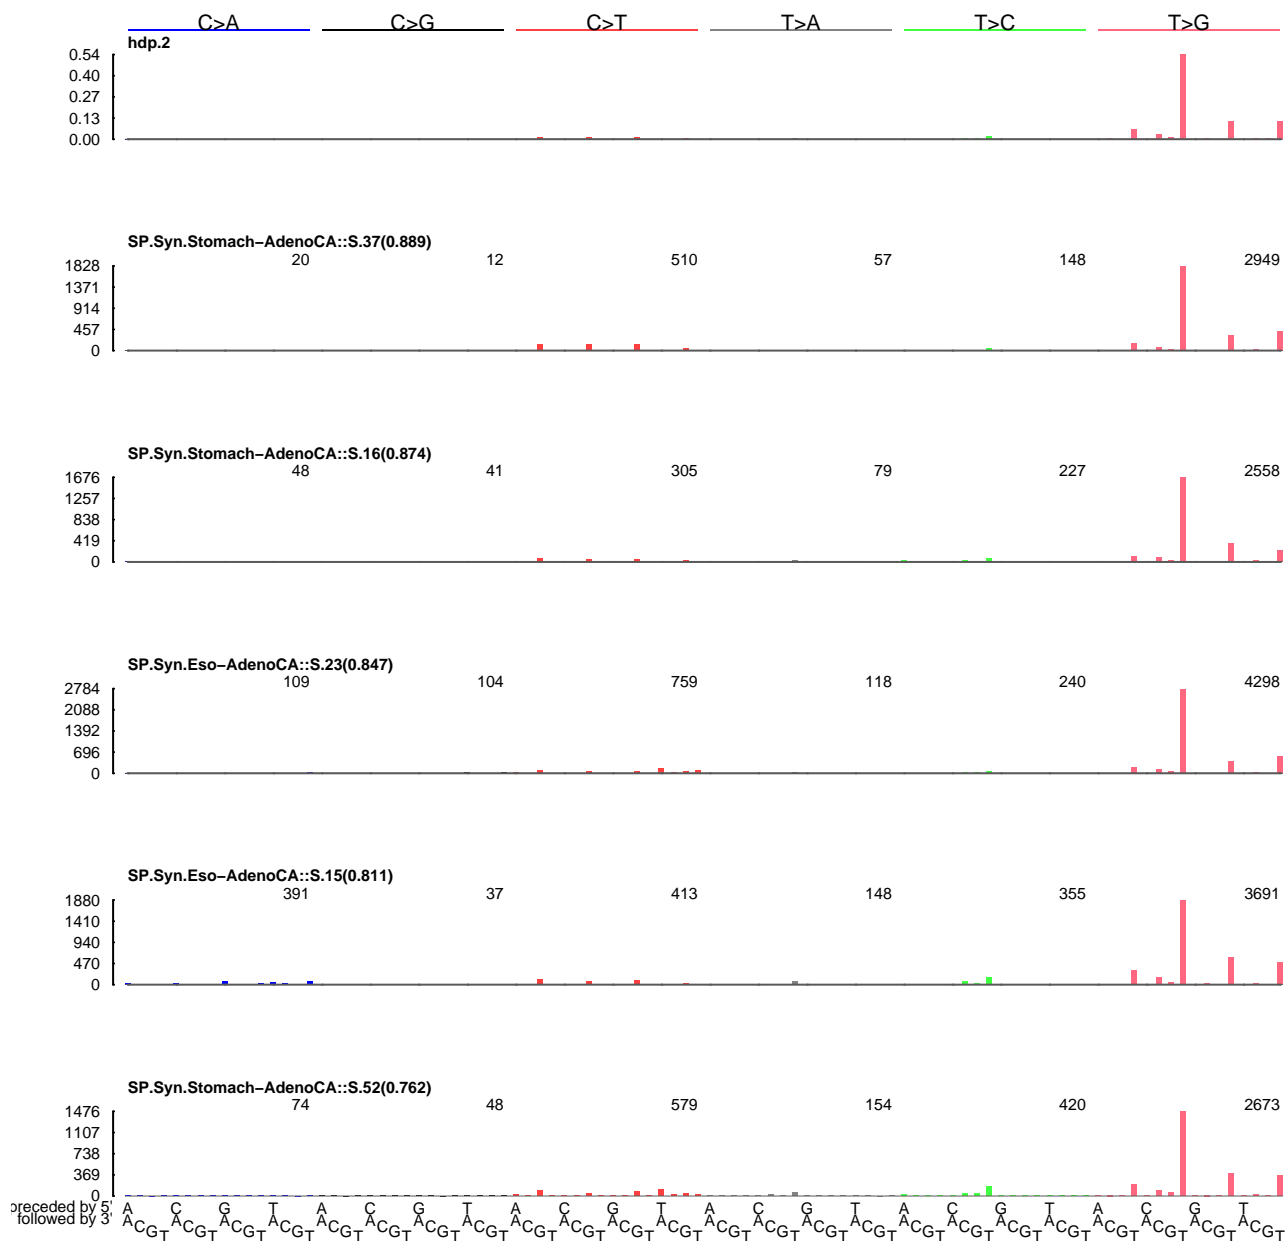 C>A C>G C>T T>A T>C T>G
hdp.2
0.54
0.40
0.27
0.13
0.00
SP.Syn.Stomach−AdenoCA::S.37(0.889)
20 12 510 57 148 2949
1828
1371
914
457
0
SP.Syn.Stomach−AdenoCA::S.16(0.874)
48 41 305 79 227 2558
1676
1257
838
419
0
SP.Syn.Eso−AdenoCA::S.23(0.847)
109 104 759 118 240 4298
2784
2088
1392
696
0
SP.Syn.Eso−AdenoCA::S.15(0.811)
391 37 413 148 355 3691
1880
1410
940
470
0
SP.Syn.Stomach−AdenoCA::S.52(0.762)
74 48 579 154 420 2673
1476
1107
738
369
0
preceded by 5' A C G T A C G T A C G T A C G T A C G T A C G T
followed by 3' A C G T A C G T A C G T A C G T A C G T A C G T A C G T A C G T A C G T A C G T A C G T A C G T A C G T A C G T A C G T A C G T A C G T A C G T A C G T A C G T A C G T A C G T A C G T A C G T